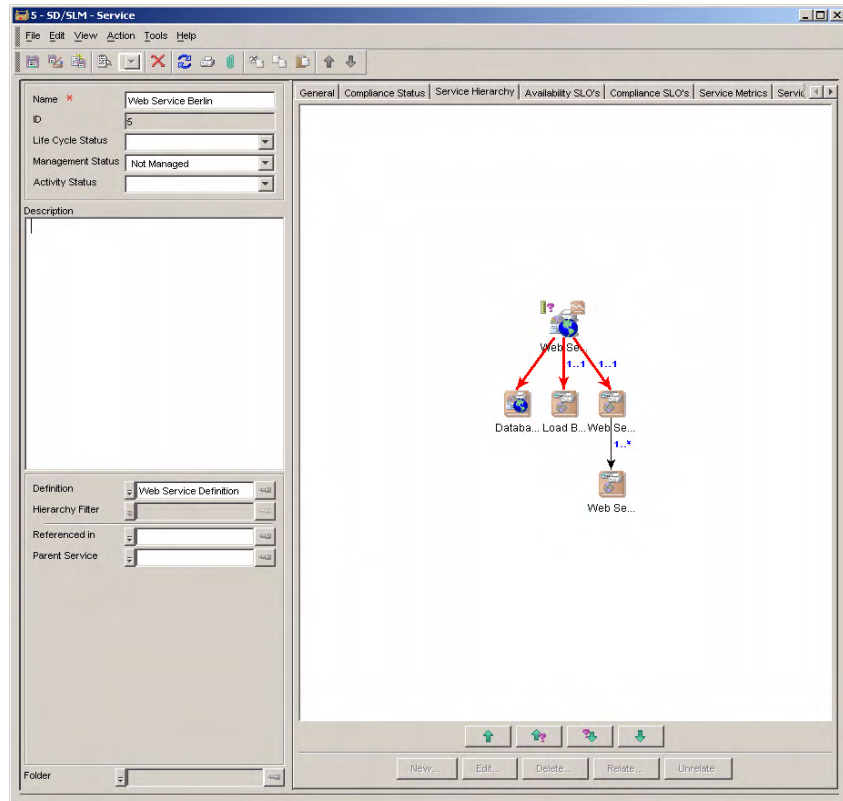 5 - SD/SLM - Service
File Edit View Action Tools Help
General Compliance Status Service Hierarchy Availability SLO's Compliance SLO's Service Metrics Servic
Name * Web Service Berlin
ID 5
Life Cycle Status
Management Status Not Managed
Activity Status
Description
?
Web Se...
1..1 1..1
Databa... Load B... Web Se...
1..*
Web Se...
Definition Web Service Definition
Hierarchy Filter
Referenced in
Parent Service
? ?
New... Edit... Delete... Relate... Unrelate
Folder